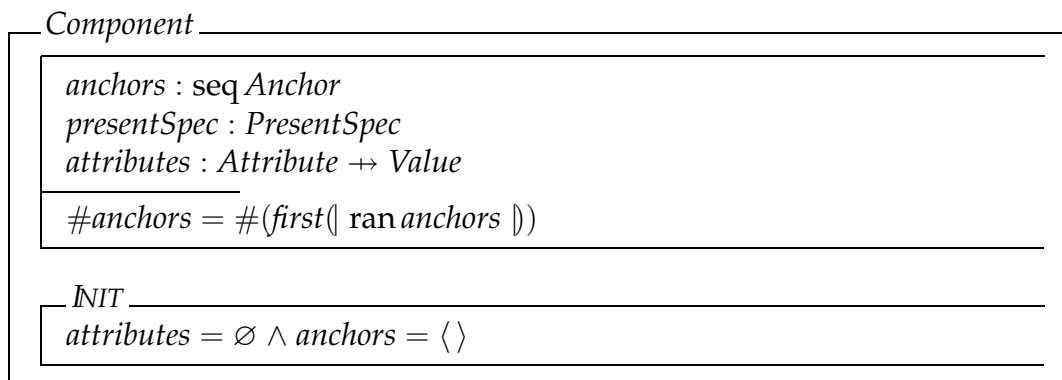 Component
anchors : seq Anchor
presentSpec : PresentSpec
attributes : Attribute ⇸ Value
#anchors = #(first⦇ ran anchors ⦈)
INIT
attributes = ∅ ∧ anchors = ⟨ ⟩